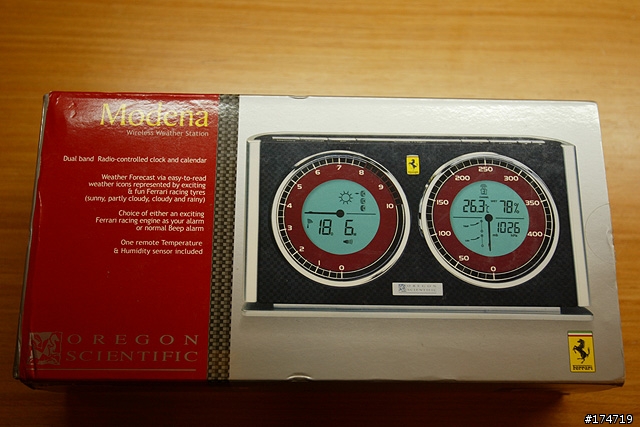 Modena
Wireless Weather Station
Dual band Radio-controlled clock and calendar
Weather Forecast via easy-to-read
weather icons represented by exciting
& fun Ferrari racing tyres
(sunny, partly cloudy, cloudy and rainy)
Choice of either an exciting
Ferrari racing engine as your alarm
or normal Beep alarm
One remote Temperature
& Humidity sensor included
OREGON
SCIENTIFIC
0 1 2 3 4 5 6 7 8 9 10
18. 6.
0 50 100 150 200 250 300 350 400
26.3 78%
1026
Ferrari
#174719